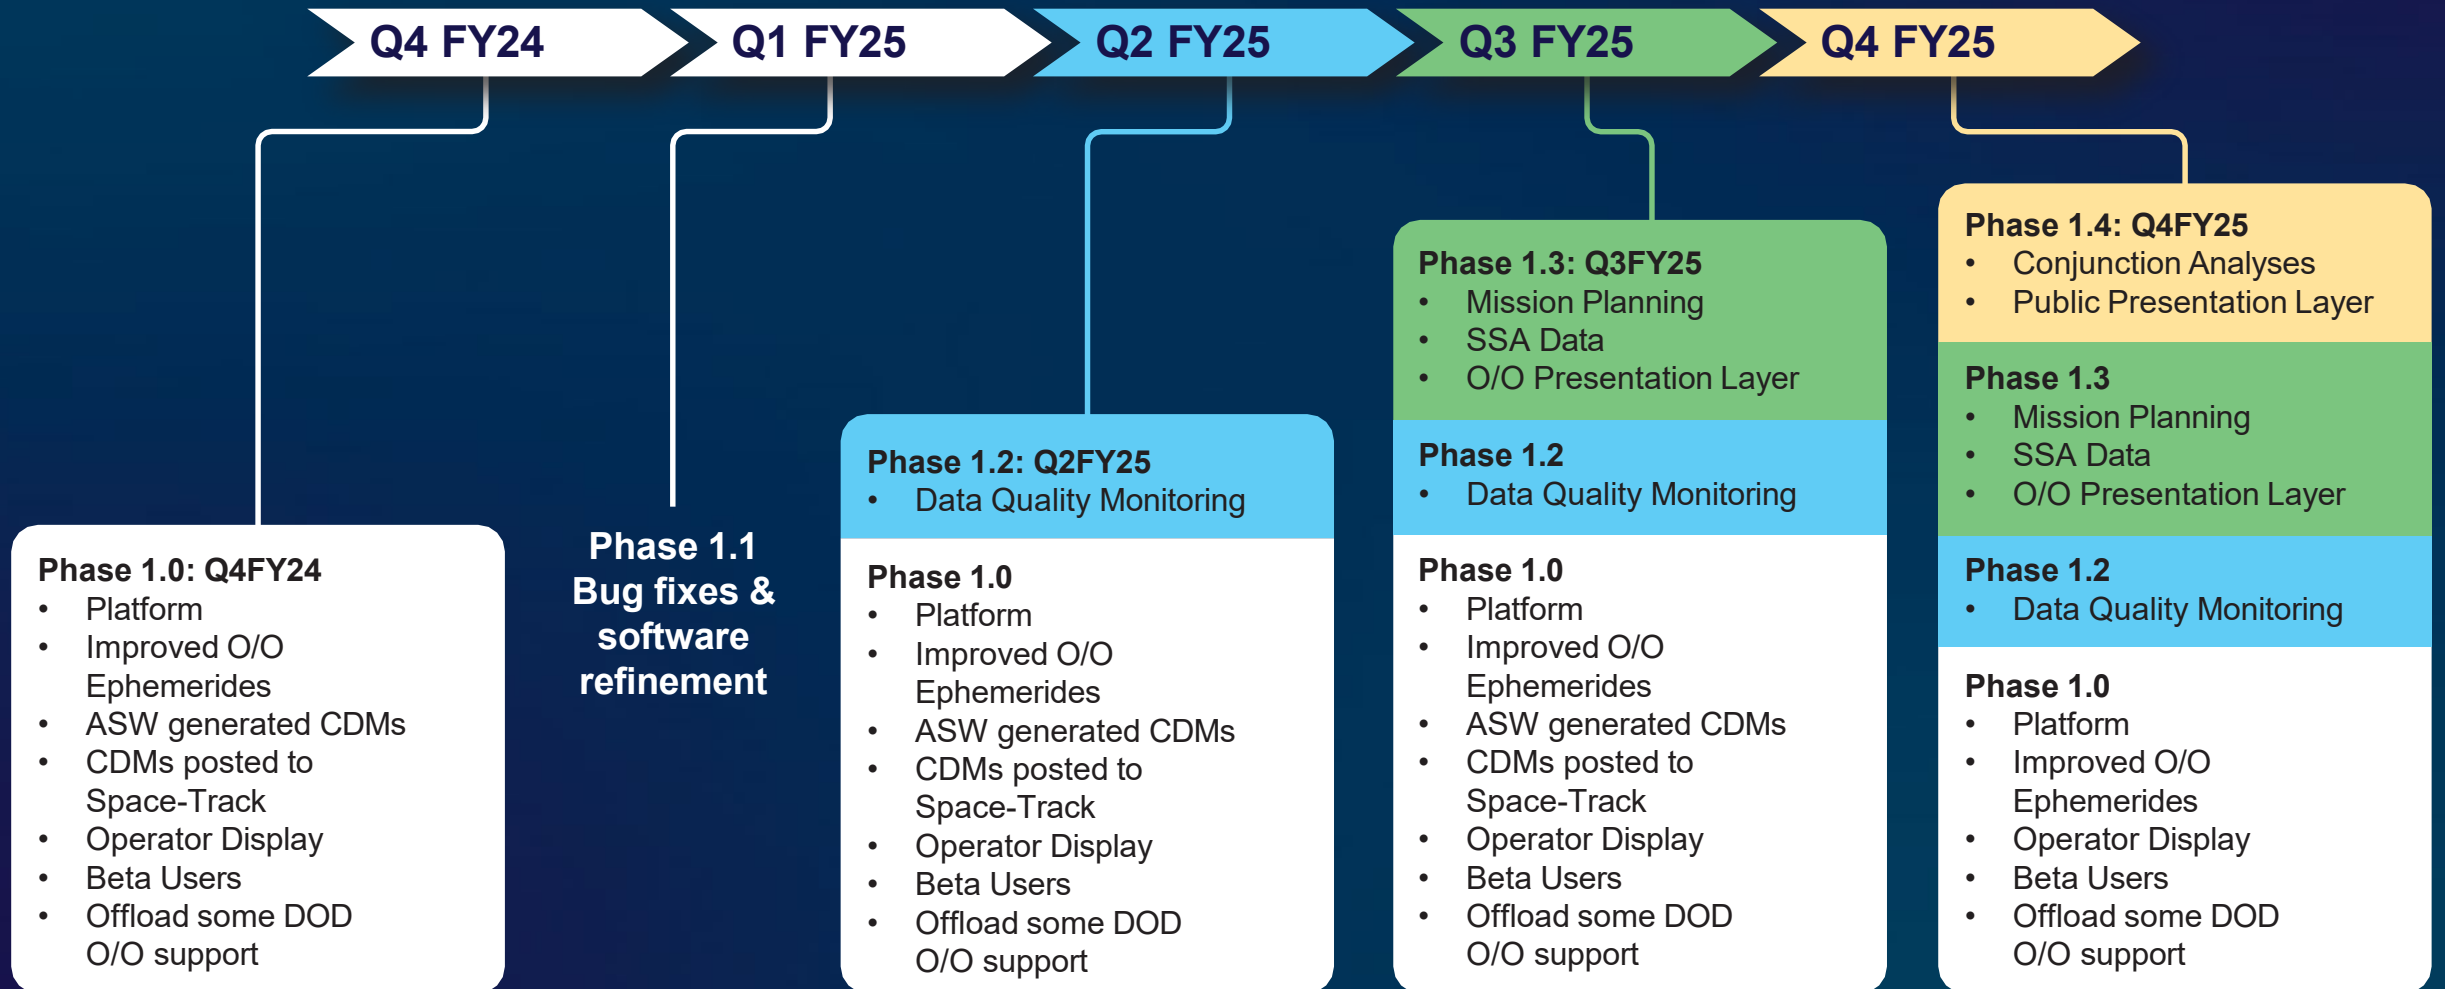 Q4 FY24
Q1 FY25
Q2 FY25
Q3 FY25
Q4 FY25
Phase 1.0: Q4FY24
• Platform
• Improved O/O
Ephemerides
• ASW generated CDMs
• CDMs posted to
Space-Track
• Operator Display
• Beta Users
• Offload some DOD
O/O support
Phase 1.1
Bug fixes &
software
refinement
Phase 1.2: Q2FY25
• Data Quality Monitoring
Phase 1.0
• Platform
• Improved O/O
Ephemerides
• ASW generated CDMs
• CDMs posted to
Space-Track
• Operator Display
• Beta Users
• Offload some DOD
O/O support
Phase 1.3: Q3FY25
• Mission Planning
• SSA Data
• O/O Presentation Layer
Phase 1.2
• Data Quality Monitoring
Phase 1.0
• Platform
• Improved O/O
Ephemerides
• ASW generated CDMs
• CDMs posted to
Space-Track
• Operator Display
• Beta Users
• Offload some DOD
O/O support
Phase 1.4: Q4FY25
• Conjunction Analyses
• Public Presentation Layer
Phase 1.3
• Mission Planning
• SSA Data
• O/O Presentation Layer
Phase 1.2
• Data Quality Monitoring
Phase 1.0
• Platform
• Improved O/O
Ephemerides
• Operator Display
• Beta Users
• Offload some DOD
O/O support